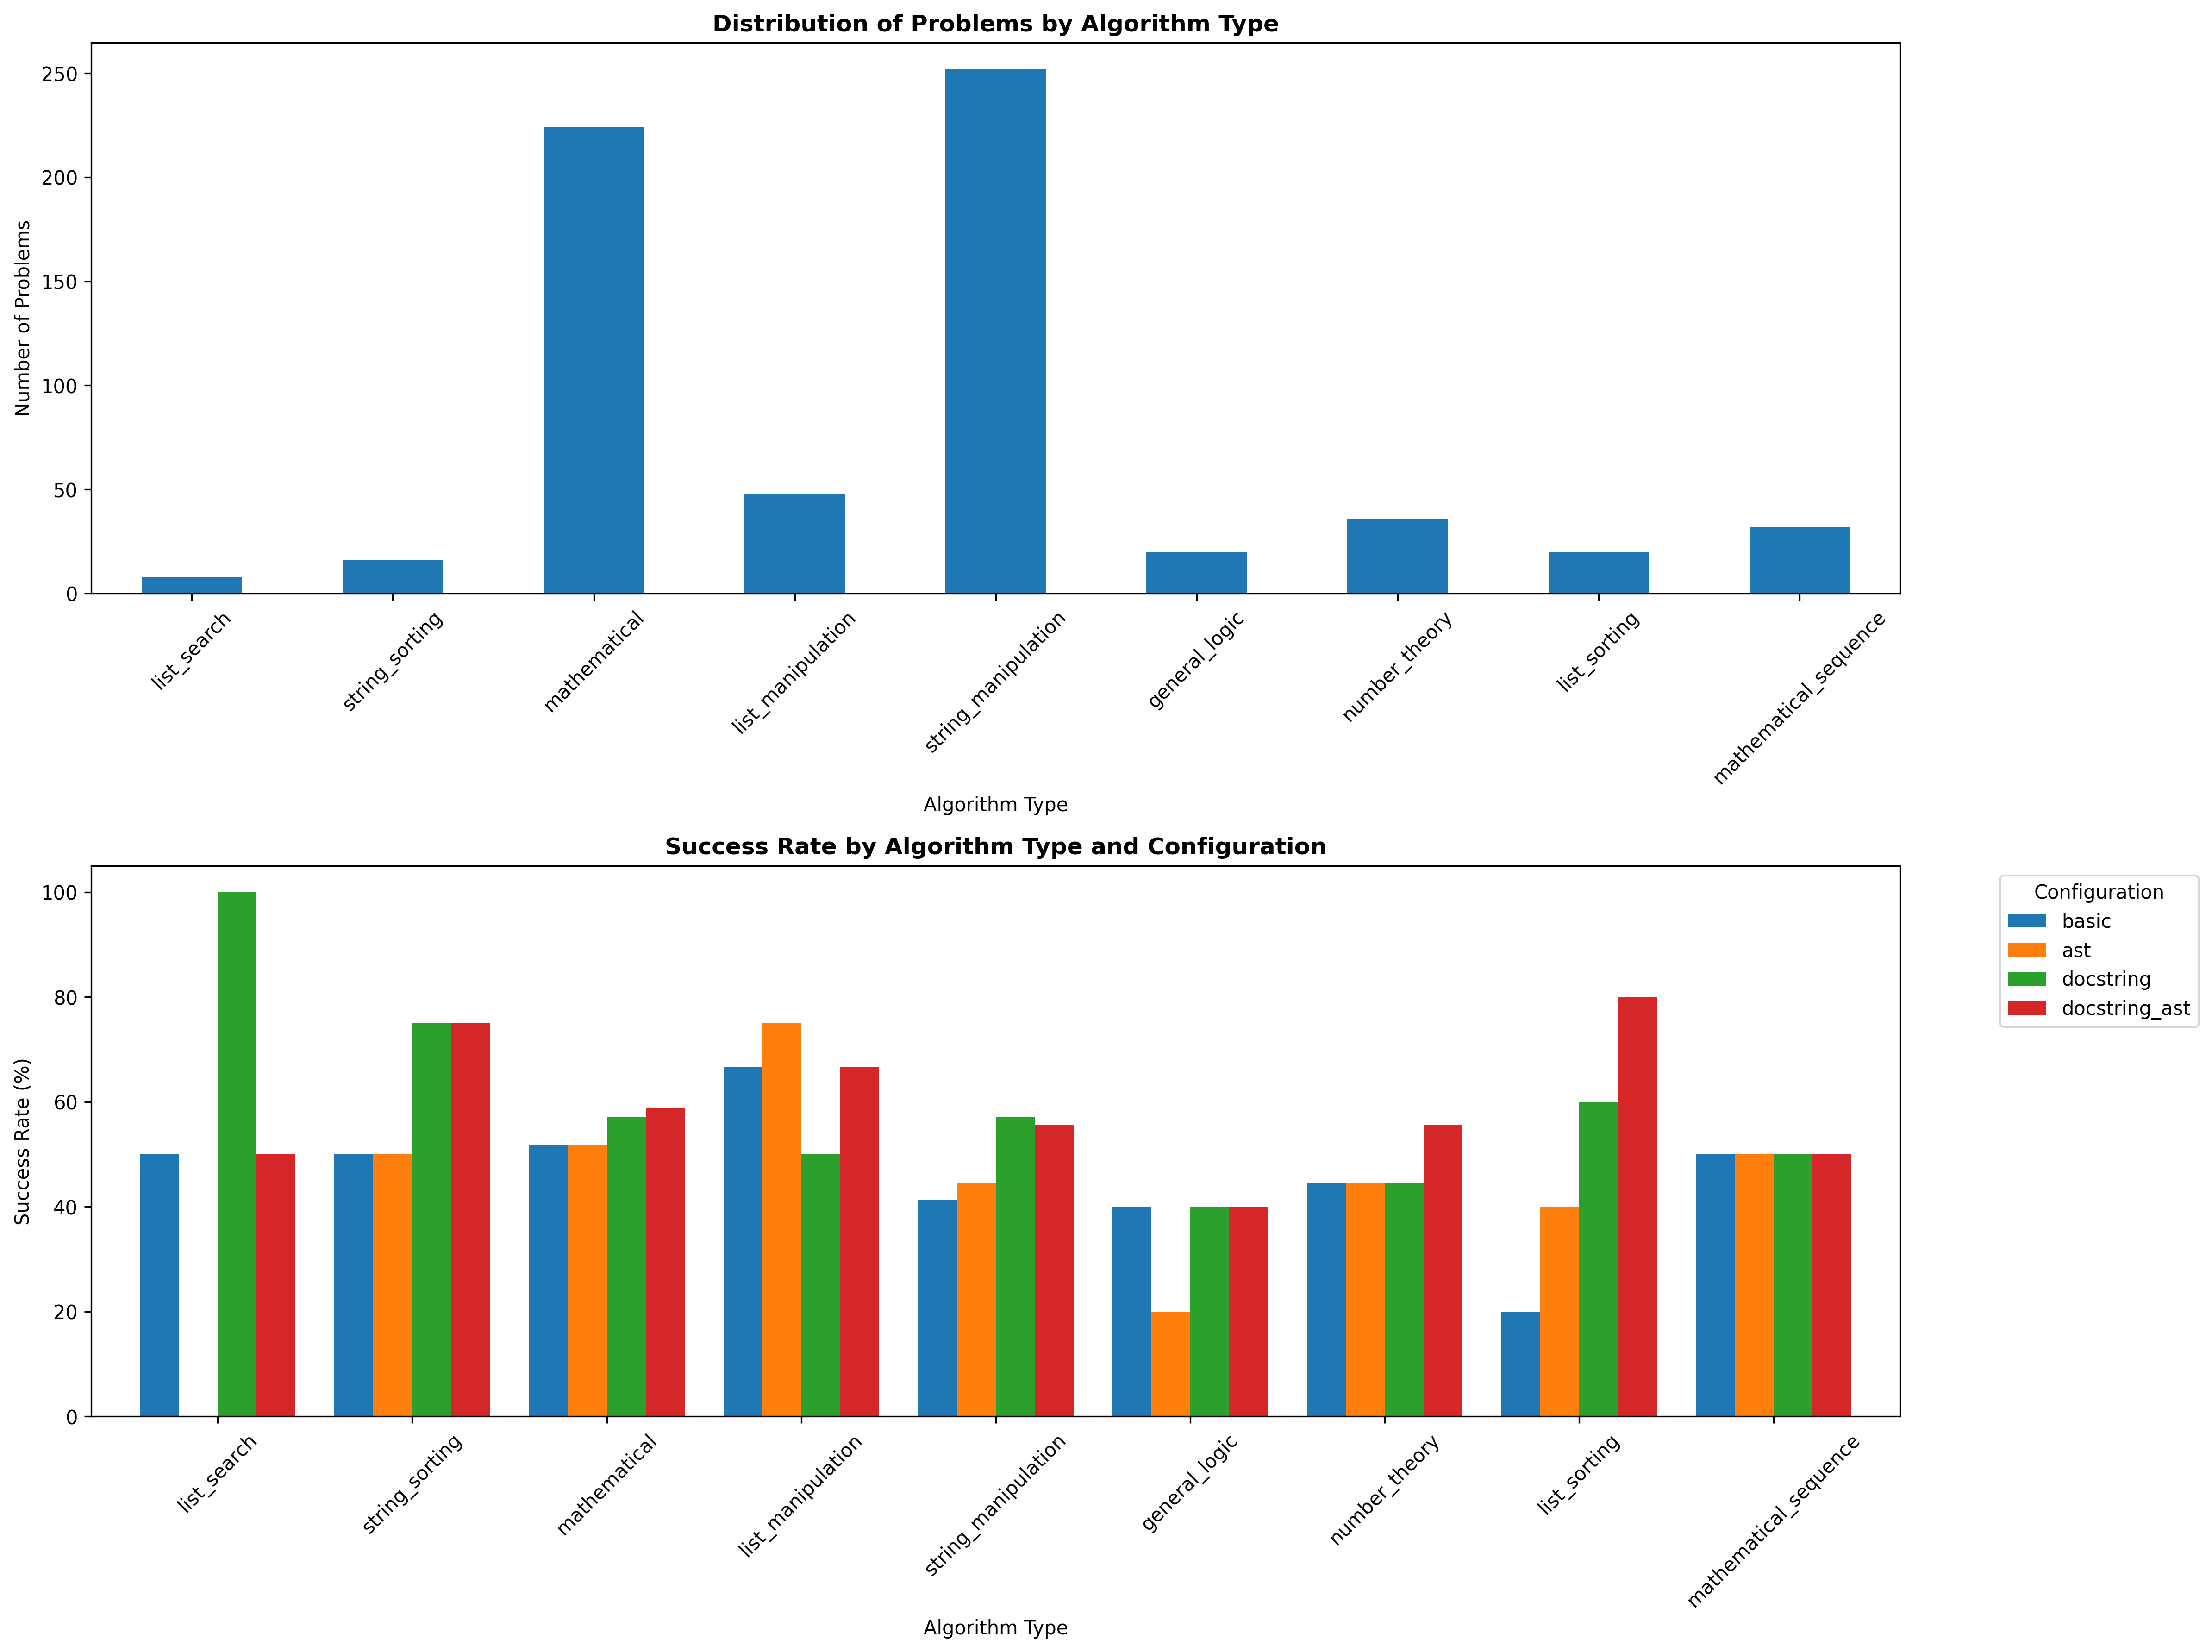 Distribution of Problems by Algorithm Type
250
200
150
100
50
0
Number of Problems
list_search
string_sorting
mathematical
list_manipulation
string_manipulation
general_logic
number_theory
list_sorting
mathematical_sequence
Algorithm Type
Success Rate by Algorithm Type and Configuration
100
80
60
40
20
0
Success Rate (%)
Configuration
basic
ast
docstring
docstring_ast
list_search
string_sorting
mathematical
list_manipulation
string_manipulation
general_logic
number_theory
list_sorting
mathematical_sequence
Algorithm Type